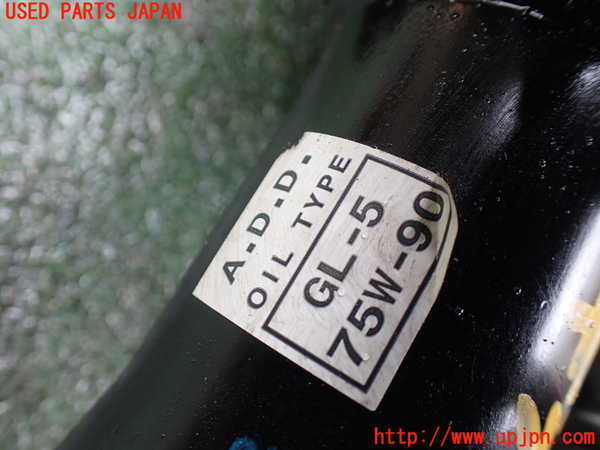 USED PARTS JAPAN
A.D.D.
OIL TYPE
GL-5
75W-90
http://www.upjpn.com/